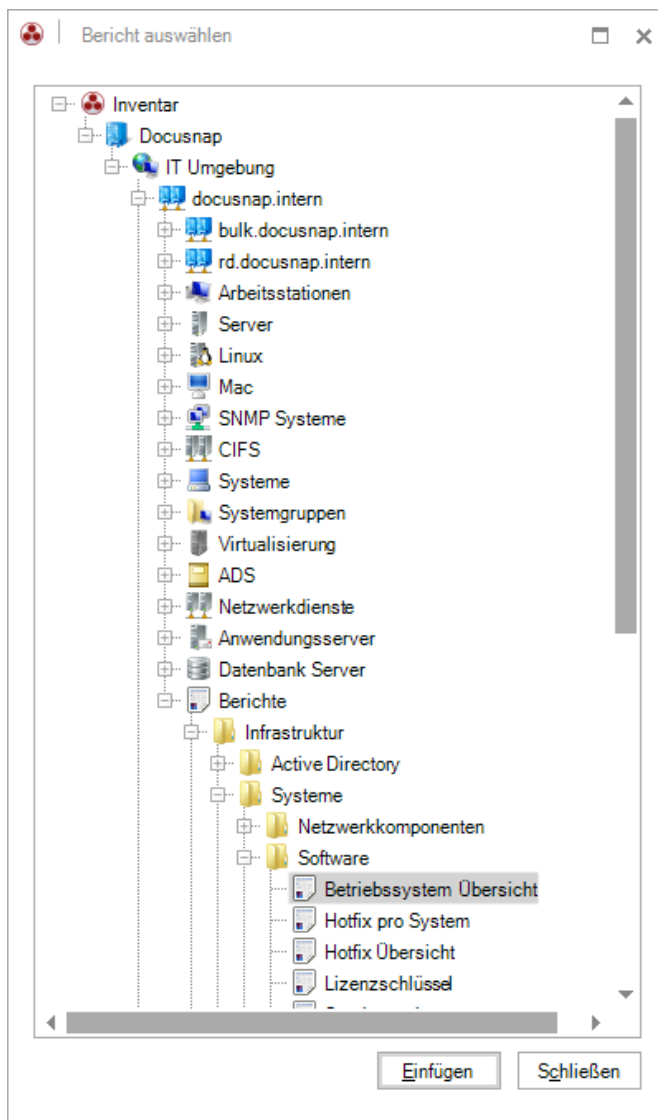 Bericht auswählen
Inventar
Docusnap
IT Umgebung
docusnap.intern
bulk.docusnap.intern
rd.docusnap.intern
Arbeitsstationen
Server
Linux
Mac
SNMP Systeme
CIFS
Systeme
Systemgruppen
Virtualisierung
ADS
Netzwerkdienste
Anwendungsserver
Datenbank Server
Berichte
Infrastruktur
Active Directory
Systeme
Netzwerkkomponenten
Software
Betriebssystem Übersicht
Hotfix pro System
Hotfix Übersicht
Lizenzschlüssel
Einfügen Schließen